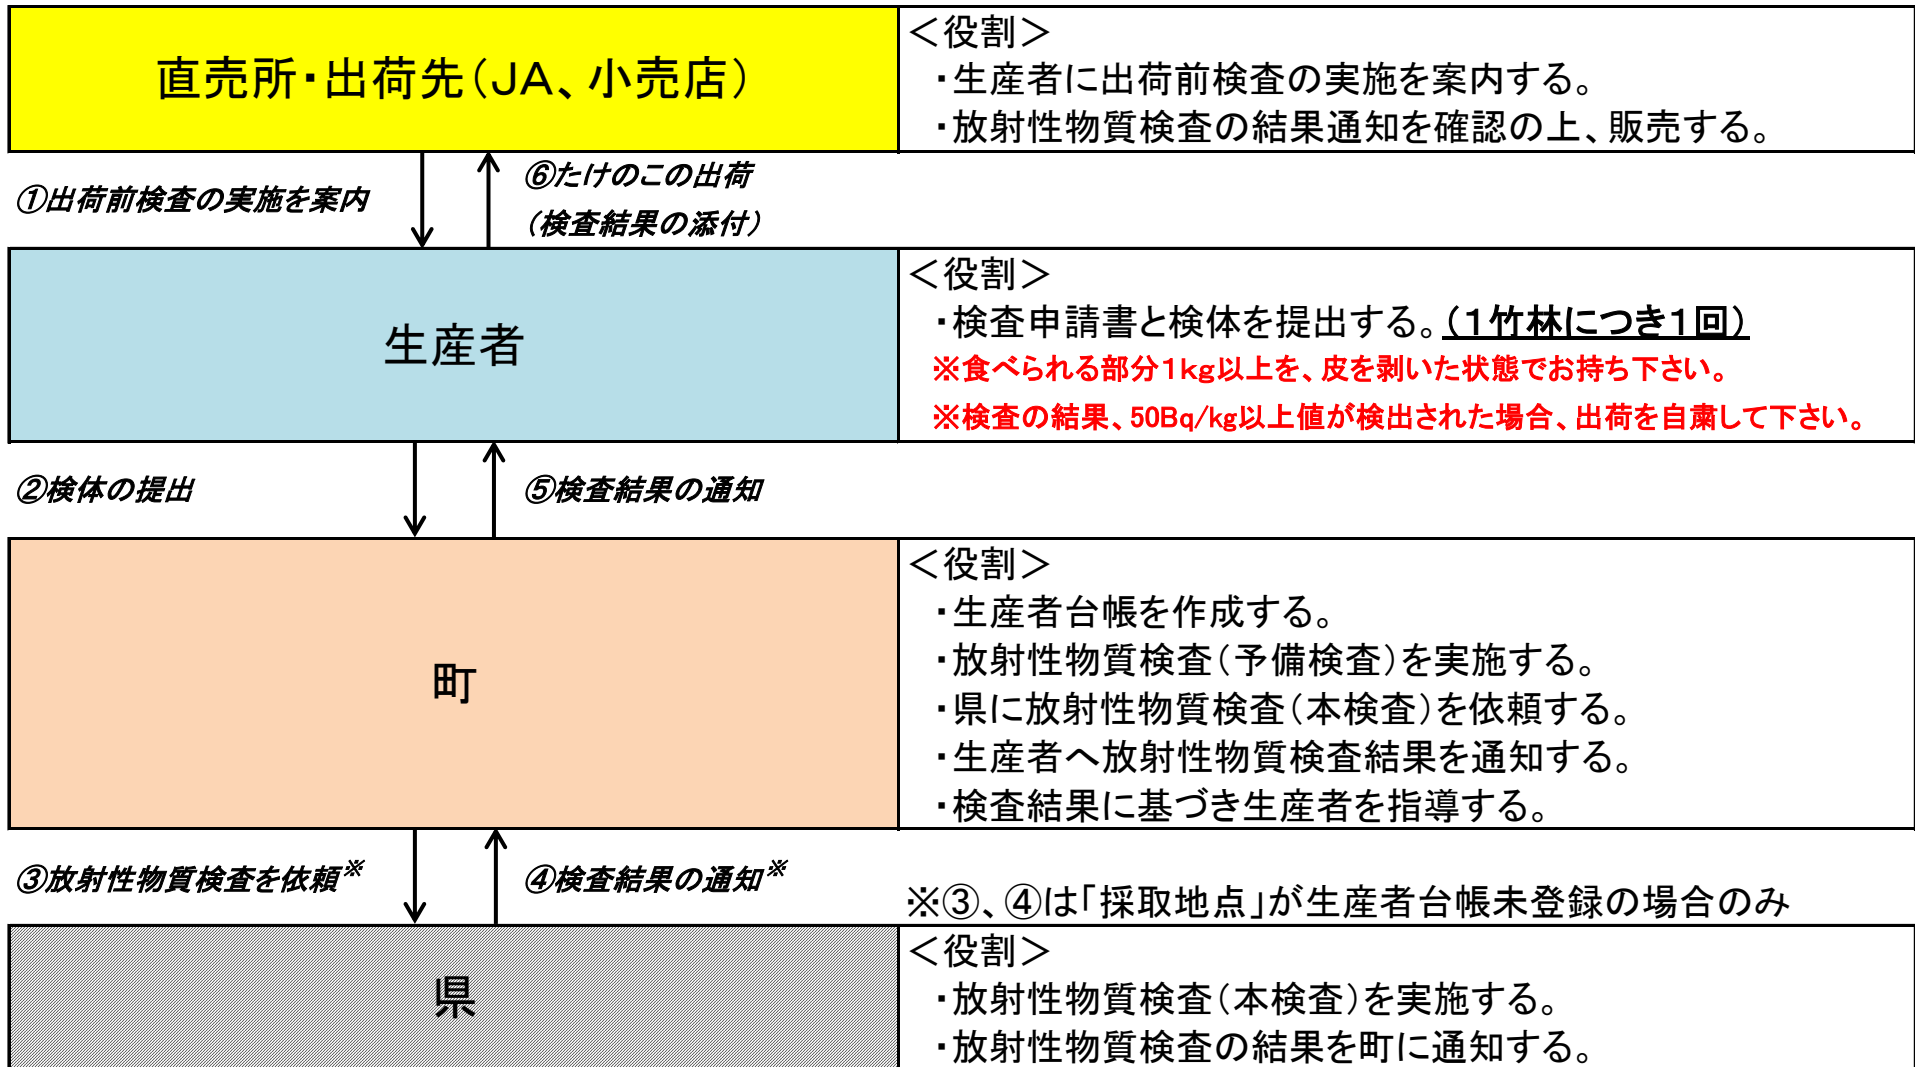 直売所・出荷先（JA、小売店）
＜役割＞
・生産者に出荷前検査の実施を案内する。
・放射性物質検査の結果通知を確認の上、販売する。
①出荷前検査の実施を案内
⑥たけのこの出荷
（検査結果の添付）
生産者
＜役割＞
・検査申請書と検体を提出する。（1竹林につき1回）
※食べられる部分1kg以上を、皮を剥いた状態でお持ち下さい。
※検査の結果、50Bq/kg以上値が検出された場合、出荷を自粛して下さい。
②検体の提出
⑤検査結果の通知
町
＜役割＞
・生産者台帳を作成する。
・放射性物質検査（予備検査）を実施する。
・県に放射性物質検査（本検査）を依頼する。
・生産者へ放射性物質検査結果を通知する。
・検査結果に基づき生産者を指導する。
③放射性物質検査を依頼※
④検査結果の通知※
※③、④は「採取地点」が生産者台帳未登録の場合のみ
県
＜役割＞
・放射性物質検査（本検査）を実施する。
・放射性物質検査の結果を町に通知する。